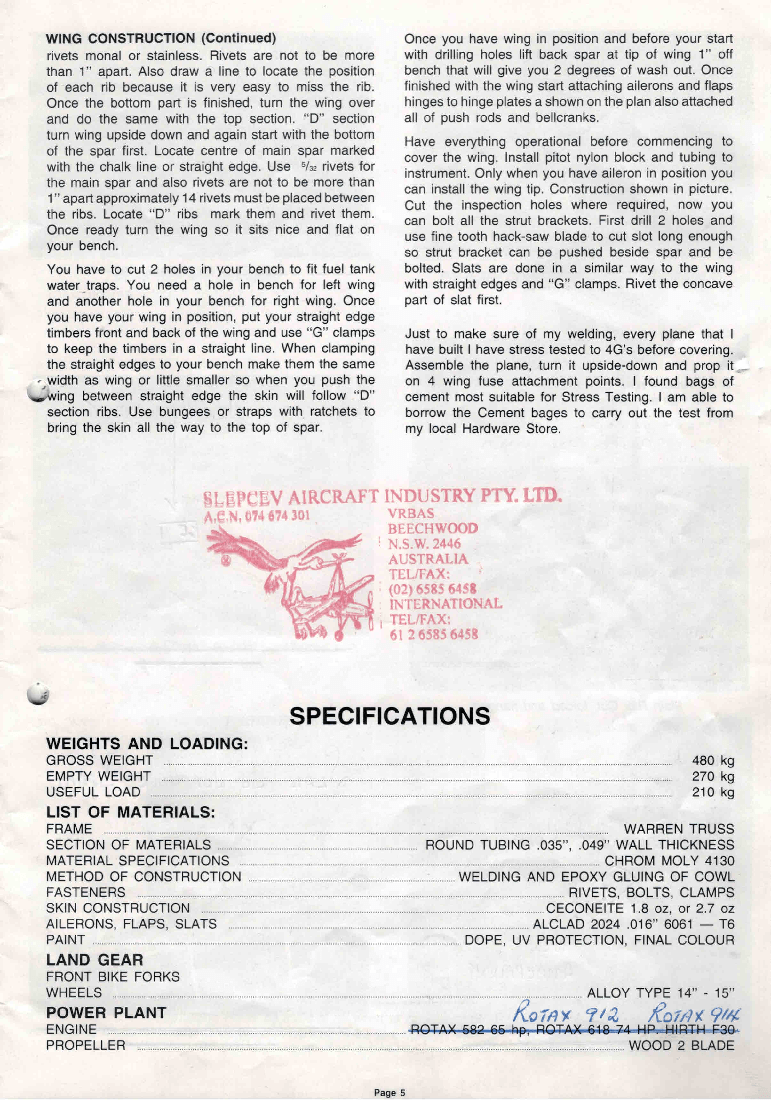 WING CONSTRUCTION (Continued)
rivets monal or stainless. Rivets are not to be more
than 1” apart. Also draw a line to locate the position
of each rib because it is very easy to miss the rib.
Once the bottom part is finished, turn the wing over
and do the same with the top section. “D” section
turn wing upside down and again start with the bottom
of the spar first. Locate centre of main spar marked
with the chalk line or straight edge. Use 5/32 rivets for
the main spar and also rivets are not to be more than
1” apart approximately 14 rivets must be placed between
the ribs. Locate “D” ribs mark them and rivet them.
Once ready turn the wing so it sits nice and flat on
your bench.
You have to cut 2 holes in your bench to fit fuel tank
water traps. You need a hole in bench for left wing
and another hole in your bench for right wing. Once
you have your wing in position, put your straight edge
timbers front and back of the wing and use “G” clamps
to keep the timbers in a straight line. When clamping
the straight edges to your bench make them the same
width as wing or little smaller so when you push the
wing between straight edge the skin will follow “D”
section ribs. Use bungees or straps with ratchets to
bring the skin all the way to the top of spar.
Once you have wing in position and before your start
with drilling holes lift back spar at tip of wing 1” off
bench that will give you 2 degrees of wash out. Once
finished with the wing start attaching ailerons and flaps
hinges to hinge plates a shown on the plan also attached
all of push rods and bellcranks.
Have everything operational before commencing to
cover the wing. Install pitot nylon block and tubing to
instrument. Only when you have aileron in position you
can install the wing tip. Construction shown in picture.
Cut the inspection holes where required, now you
can bolt all the strut brackets. First drill 2 holes and
use fine tooth hack-saw blade to cut slot long enough
so strut bracket can be pushed beside spar and be
bolted. Slats are done in a similar way to the wing
with straight edges and “G” clamps. Rivet the concave
part of slat first.
Just to make sure of my welding, every plane that I
have built I have stress tested to 4G's before covering.
Assemble the plane, turn it upside-down and prop it
on 4 wing fuse attachment points. I found bags of
cement most suitable for Stress Testing. I am able to
borrow the Cement bages to carry out the test from
my local Hardware Store.
SLEPCEV AIRCRAFT INDUSTRY PTY. LTD.
A.C.N, 074 674 301
VRBAS
BEECHWOOD
N.S.W. 2446
AUSTRALIA
TEL/FAX:
(02) 6585 6458
INTERNATIONAL
TEL/FAX:
61 2 6585 6458
SPECIFICATIONS
WEIGHTS AND LOADING:
GROSS WEIGHT 480 kg
EMPTY WEIGHT 270 kg
USEFUL LOAD 210 kg
LIST OF MATERIALS:
FRAME WARREN TRUSS
SECTION OF MATERIALS ROUND TUBING .035”, .049” WALL THICKNESS
MATERIAL SPECIFICATIONS CHROM MOLY 4130
METHOD OF CONSTRUCTION WELDING AND EPOXY GLUING OF COWL
FASTENERS RIVETS, BOLTS, CLAMPS
SKIN CONSTRUCTION CECONEITE 1.8 oz, or 2.7 oz
AILERONS, FLAPS, SLATS ALCLAD 2024 .016” 6061 — T6
PAINT DOPE, UV PROTECTION, FINAL COLOUR
LAND GEAR
FRONT BIKE FORKS
WHEELS ALLOY TYPE 14” - 15”
POWER PLANT ROTAX 912 ROTAX 914
ENGINE ROTAX 582 65 hp, ROTAX 618 74 HP. HIRTH F30
PROPELLER WOOD 2 BLADE
Page 5